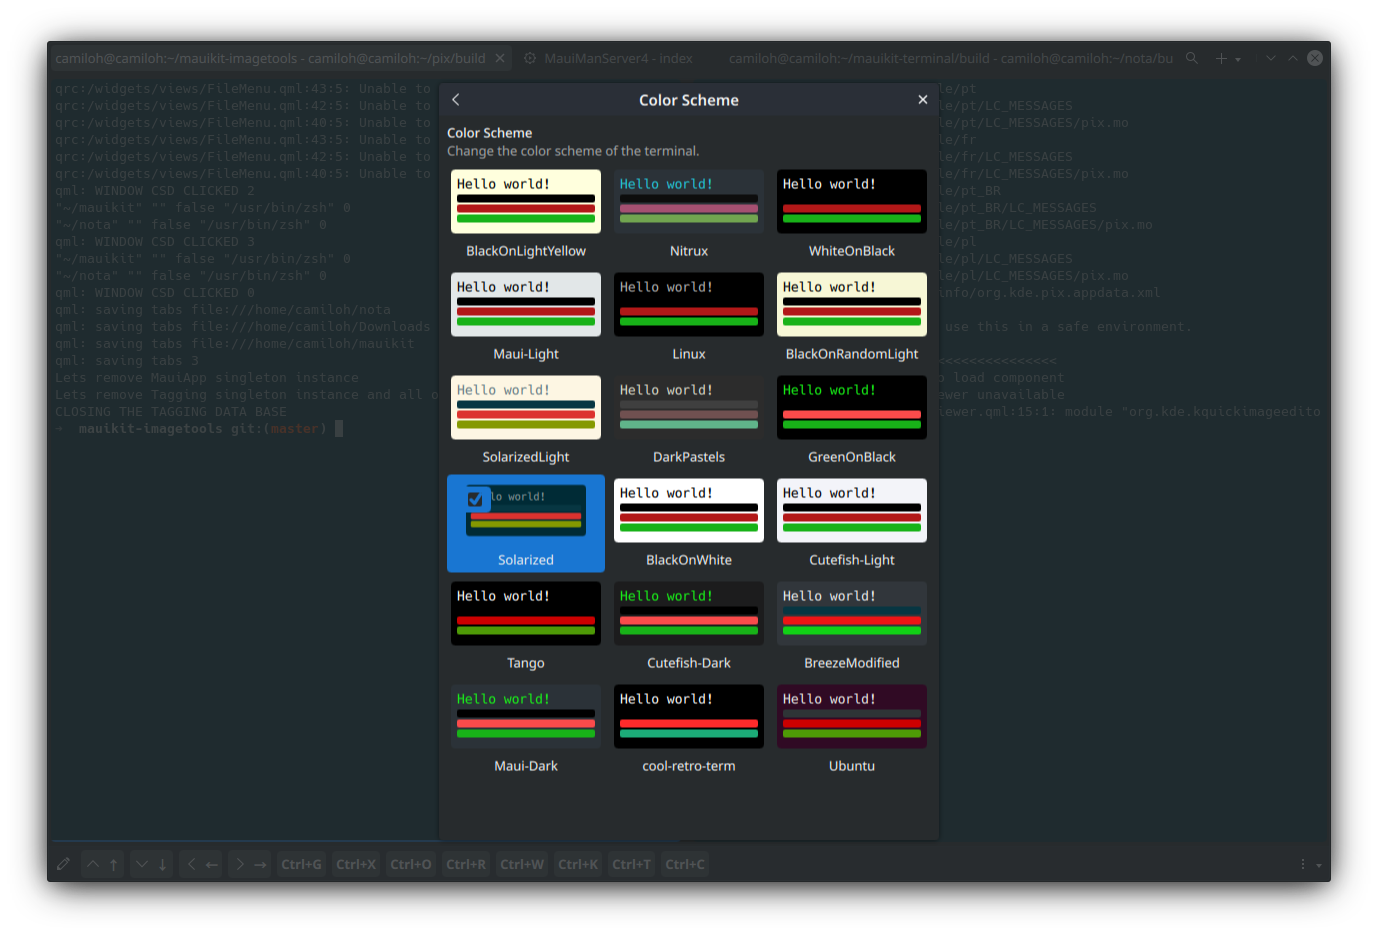 camiloh@camiloh:~/mauikit-imagetools - camiloh@camiloh:~/pix/build
MauiManServer4 - index
camiloh@camiloh:~/mauikit-terminal/build - camiloh@camiloh:~/nota/bu
qrc:/widgets/views/FileMenu.qml:43:5: Unable to
qrc:/widgets/views/FileMenu.qml:42:5: Unable to
qrc:/widgets/views/FileMenu.qml:40:5: Unable to
qrc:/widgets/views/FileMenu.qml:43:5: Unable to
qrc:/widgets/views/FileMenu.qml:42:5: Unable to
qrc:/widgets/views/FileMenu.qml:40:5: Unable to
qml: WINDOW CSD CLICKED 2
"~/mauikit" "" false "/usr/bin/zsh" 0
"~/nota" "" false "/usr/bin/zsh" 0
qml: WINDOW CSD CLICKED 3
"~/mauikit" "" false "/usr/bin/zsh" 0
"~/nota" "" false "/usr/bin/zsh" 0
qml: WINDOW CSD CLICKED 0
qml: saving tabs file:///home/camiloh/nota
qml: saving tabs file:///home/camiloh/Downloads
qml: saving tabs file:///home/camiloh/mauikit
qml: saving tabs 3
Lets remove MauiApp singleton instance
Lets remove Tagging singleton instance and all o
CLOSING THE TAGGING DATA BASE
→ mauikit-imagetools git:(master)
Color Scheme
Color Scheme
Change the color scheme of the terminal.
Hello world!
Hello world!
Hello world!
BlackOnLightYellow
Nitrux
WhiteOnBlack
Hello world!
Hello world!
Hello world!
Maui-Light
Linux
BlackOnRandomLight
Hello world!
Hello world!
Hello world!
SolarizedLight
DarkPastels
GreenOnBlack
lo world!
Hello world!
Hello world!
Solarized
BlackOnWhite
Cutefish-Light
Hello world!
Hello world!
Hello world!
Tango
Cutefish-Dark
BreezeModified
Hello world!
Hello world!
Hello world!
Maui-Dark
cool-retro-term
Ubuntu
le/pt
le/pt/LC_MESSAGES
le/pt/LC_MESSAGES/pix.mo
le/fr
le/fr/LC_MESSAGES
le/fr/LC_MESSAGES/pix.mo
le/pt_BR
le/pt_BR/LC_MESSAGES
le/pt_BR/LC_MESSAGES/pix.mo
le/pl
le/pl/LC_MESSAGES
le/pl/LC_MESSAGES/pix.mo
info/org.kde.pix.appdata.xml
use this in a safe environment.
<<<<<<<<<<<<<<<
o load component
ewer unavailable
iewer.qml:15:1: module "org.kde.kquickimageedito
Ctrl+G Ctrl+X Ctrl+O Ctrl+R Ctrl+W Ctrl+K Ctrl+T Ctrl+C